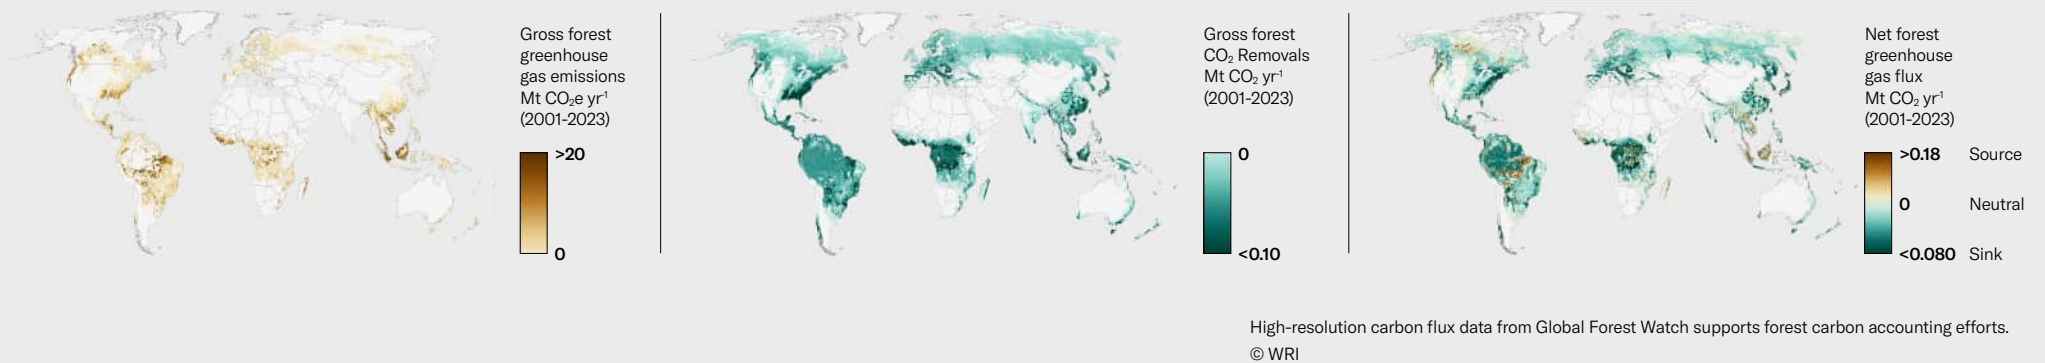 Gross forest
greenhouse
gas emissions
Mt CO₂e yr⁻¹
(2001-2023)
>20
0
Gross forest
CO₂ Removals
Mt CO₂ yr⁻¹
(2001-2023)
0
<0.10
Net forest
greenhouse
gas flux
Mt CO₂ yr⁻¹
(2001-2023)
>0.18 Source
0 Neutral
<0.080 Sink
High-resolution carbon flux data from Global Forest Watch supports forest carbon accounting efforts.
© WRI